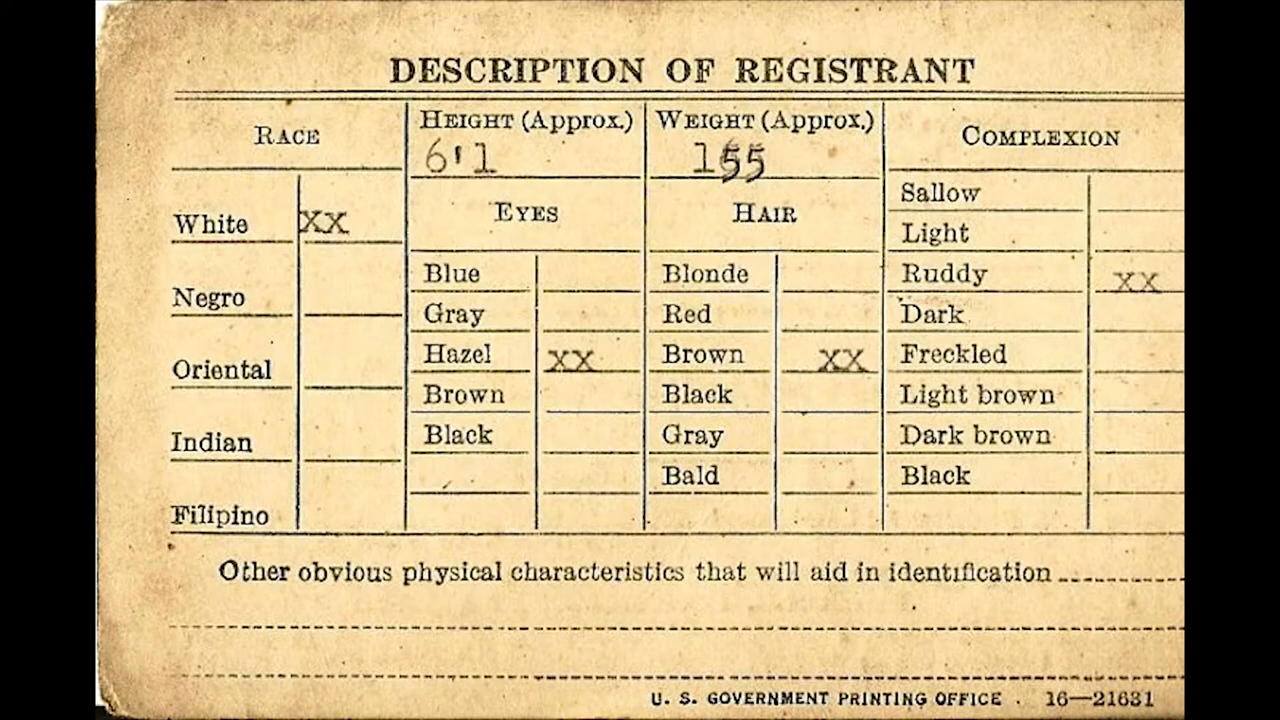 DESCRIPTION OF REGISTRANT
RACE HEIGHT (Approx.) WEIGHT (Approx.) COMPLEXION
6'1 155
EYES HAIR
Sallow
White XX Light
Blue Blonde Ruddy XX
Negro Gray Red Dark
Hazel XX Brown XX Freckled
Oriental Brown Black Light brown
Indian Black Gray Dark brown
Bald Black
Filipino
Other obvious physical characteristics that will aid in identification
U. S. GOVERNMENT PRINTING OFFICE . 16—21631